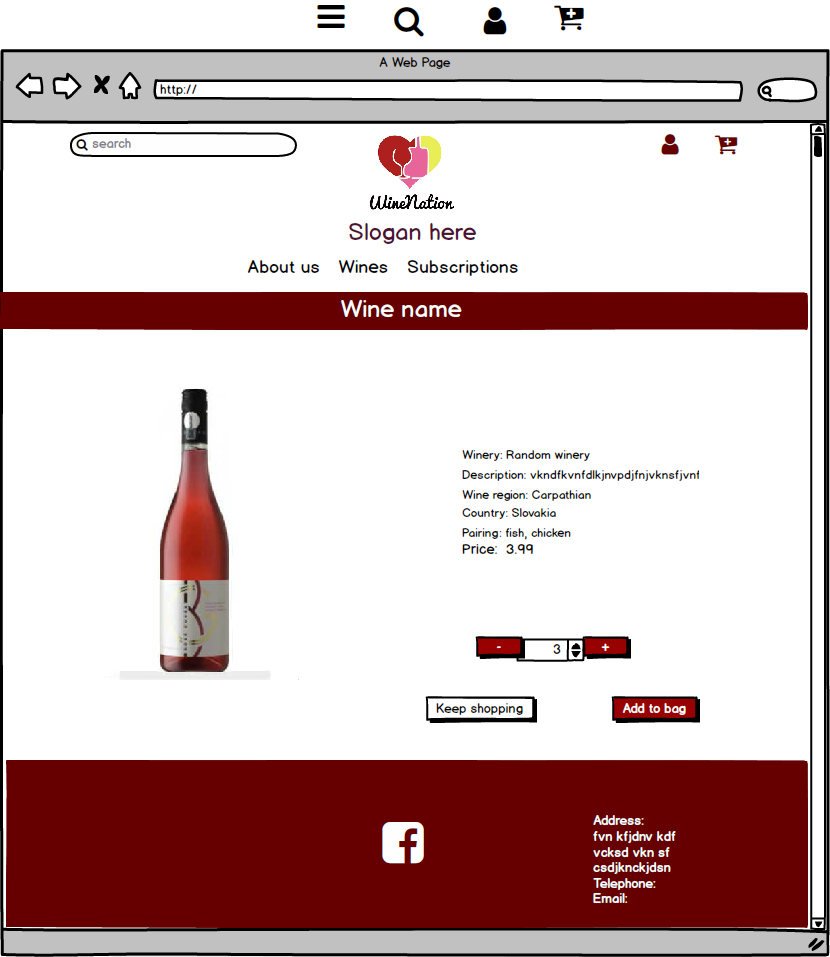 A Web Page
http://
search
WineNation
Slogan here
About us Wines Subscriptions
Wine name
Winery: Random winery
Description: vkndfkvnfdlkjnvpdjfnjvknsfjvnf
Wine region: Carpathian
Country: Slovakia
Pairing: fish, chicken
Price: 3.99
- 3 +
Keep shopping Add to bag
Address:
fvn kfjdnv kdf
vcksd vkn sf
csdjknckjdsn
Telephone:
Email: